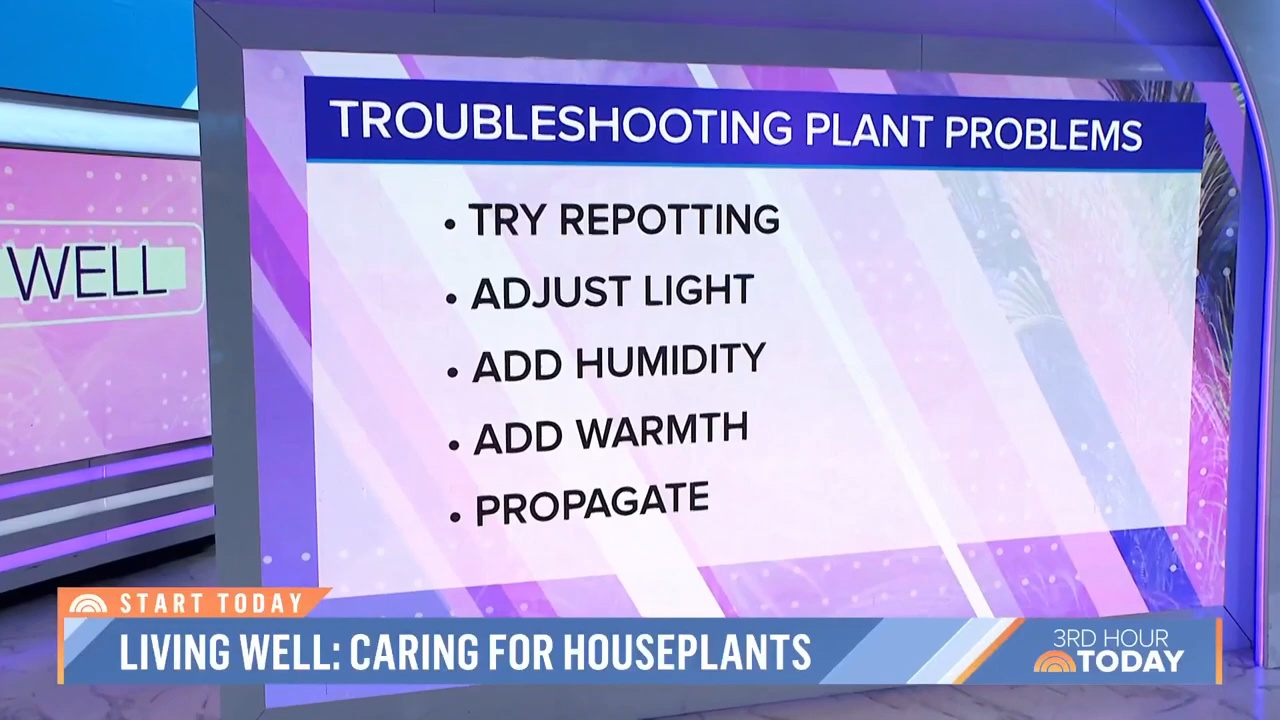 TROUBLESHOOTING PLANT PROBLEMS
• TRY REPOTTING
• ADJUST LIGHT
• ADD HUMIDITY
• ADD WARMTH
• PROPAGATE
WELL
START TODAY
LIVING WELL: CARING FOR HOUSEPLANTS
3RD HOUR
TODAY